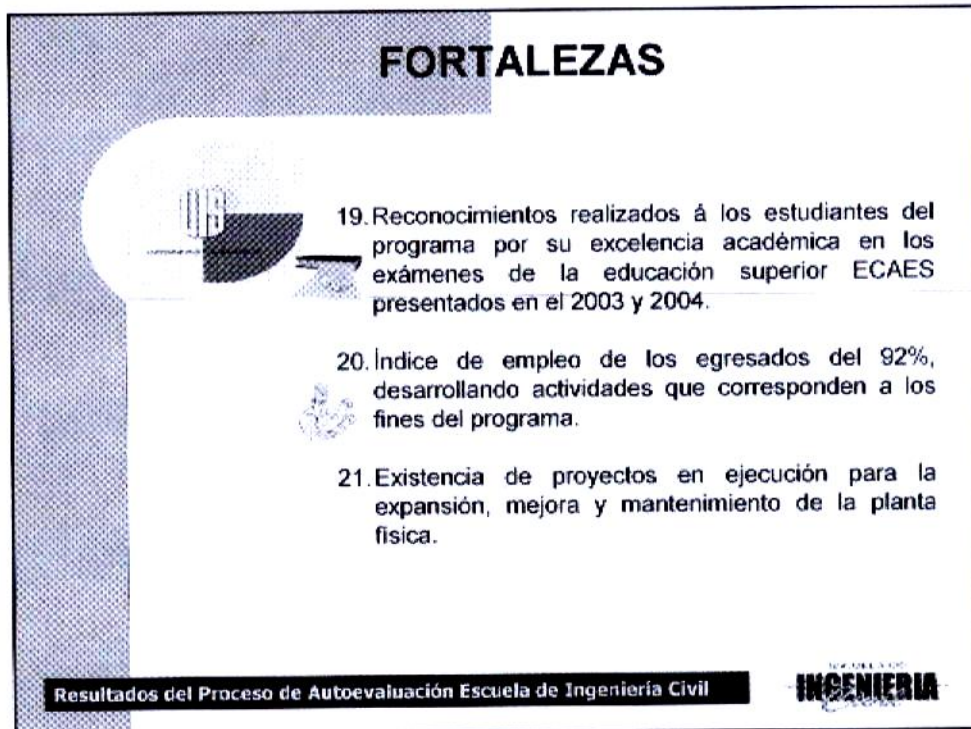 FORTALEZAS
UIS
19. Reconocimientos realizados á los estudiantes del
programa por su excelencia académica en los
exámenes de la educación superior ECAES
presentados en el 2003 y 2004.
20. Índice de empleo de los egresados del 92%,
desarrollando actividades que corresponden a los
fines del programa.
21. Existencia de proyectos en ejecución para la
expansión, mejora y mantenimiento de la planta
fisica.
Resultados del Proceso de Autoevaluación Escuela de Ingeniería Civil
INGENIERIA